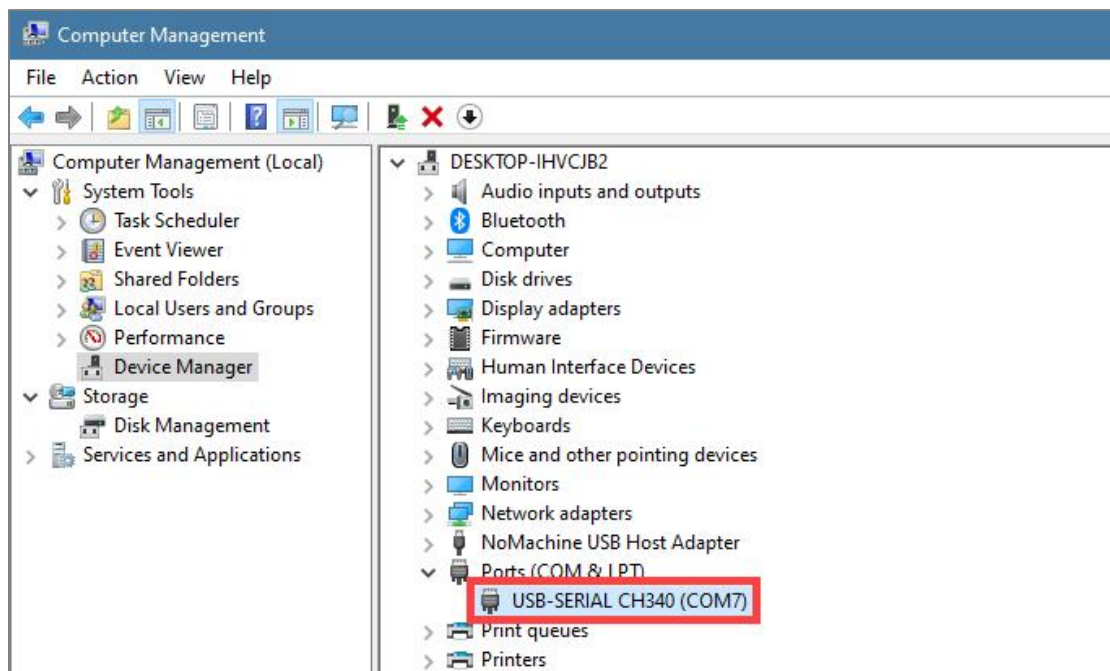 Computer Management
File Action View Help
Computer Management (Local)
System Tools
Task Scheduler
Event Viewer
Shared Folders
Local Users and Groups
Performance
Device Manager
Storage
Disk Management
Services and Applications
DESKTOP-IHVCJB2
Audio inputs and outputs
Bluetooth
Computer
Disk drives
Display adapters
Firmware
Human Interface Devices
Imaging devices
Keyboards
Mice and other pointing devices
Monitors
Network adapters
NoMachine USB Host Adapter
Ports (COM & LPT)
USB-SERIAL CH340 (COM7)
Print queues
Printers